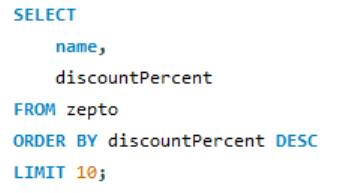 SELECT
    name,
    discountPercent
FROM zepto
ORDER BY discountPercent DESC
LIMIT 10;